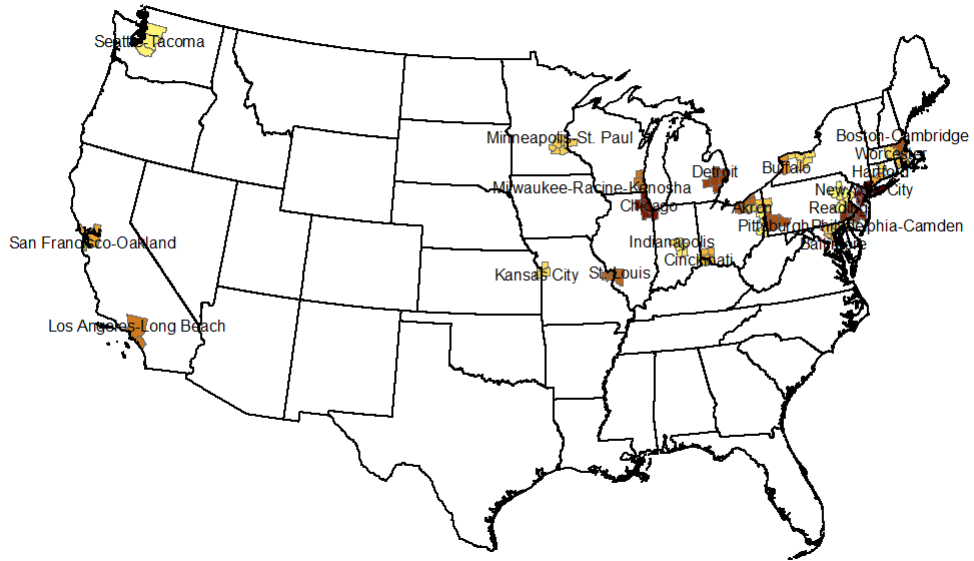 Seattle-Tacoma
Minneapolis-St. Paul
Boston-Cambridge
Worcester
Buffalo
Hartford
Detroit
Milwaukee-Racine-Kenosha
New York City
Chicago
Akron
Reading
Pittburgh
Philadelphia-Camden
San Francisco-Oakland
Indianapolis
Baltimore
Cincinnati
Kansas City
St. Louis
Los Angeles-Long Beach